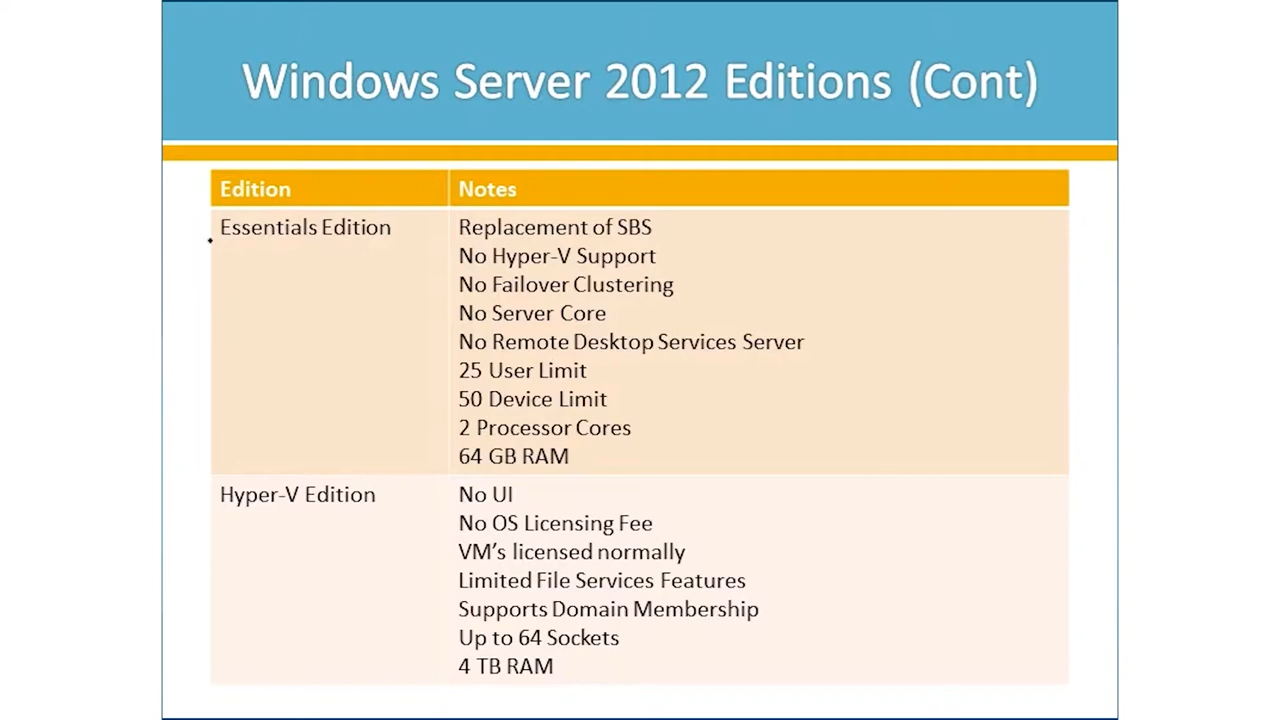 Windows Server 2012 Editions (Cont)
Edition Notes
Essentials Edition Replacement of SBS
No Hyper-V Support
No Failover Clustering
No Server Core
No Remote Desktop Services Server
25 User Limit
50 Device Limit
2 Processor Cores
64 GB RAM
Hyper-V Edition No UI
No OS Licensing Fee
VM's licensed normally
Limited File Services Features
Supports Domain Membership
Up to 64 Sockets
4 TB RAM